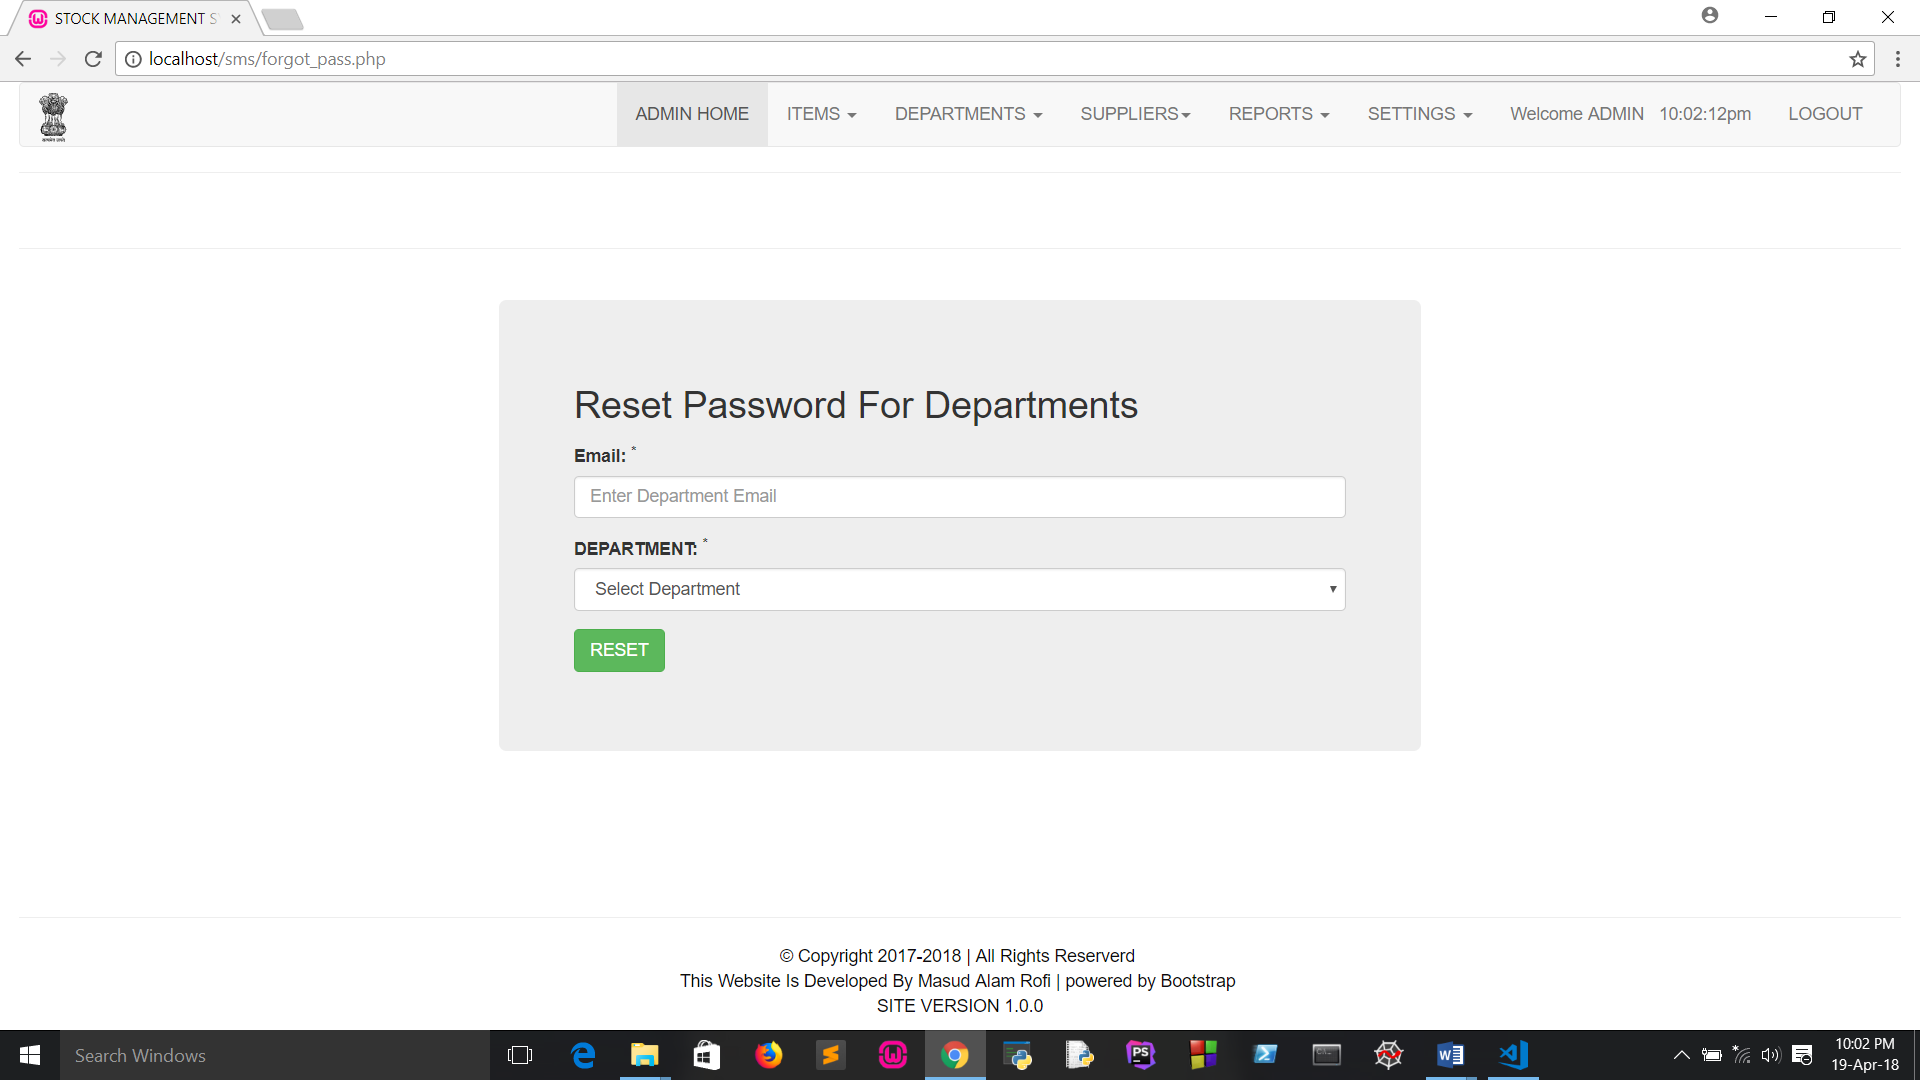 STOCK MANAGEMENT S
localhost/sms/forgot_pass.php
ADMIN HOME ITEMS DEPARTMENTS SUPPLIERS REPORTS SETTINGS Welcome ADMIN 10:02:12pm LOGOUT
Reset Password For Departments
Email: *
Enter Department Email
DEPARTMENT: *
Select Department
RESET
© Copyright 2017-2018 | All Rights Reserverd
This Website Is Developed By Masud Alam Rofi | powered by Bootstrap
SITE VERSION 1.0.0
Search Windows
10:02 PM
19-Apr-18